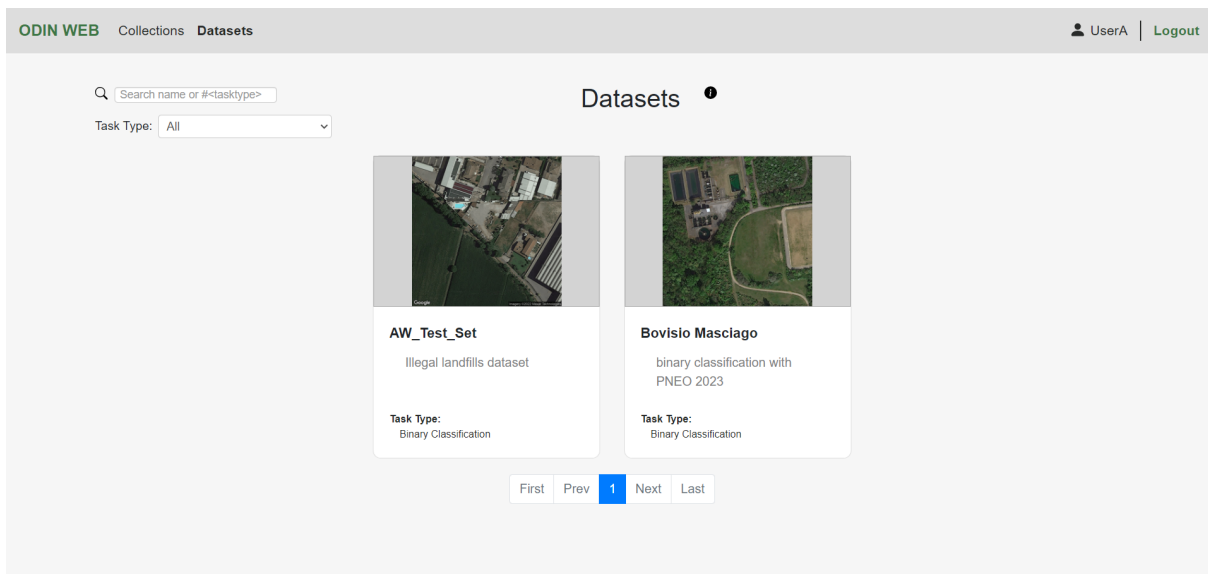 ODIN WEB Collections Datasets UserA Logout
Search name or #<tasktype>
Datasets
Task Type: All
Google
AW_Test_Set
Illegal landfills dataset
Task Type:
Binary Classification
Bovisio Masciago
binary classification with
PNEO 2023
Task Type:
Binary Classification
First Prev 1 Next Last